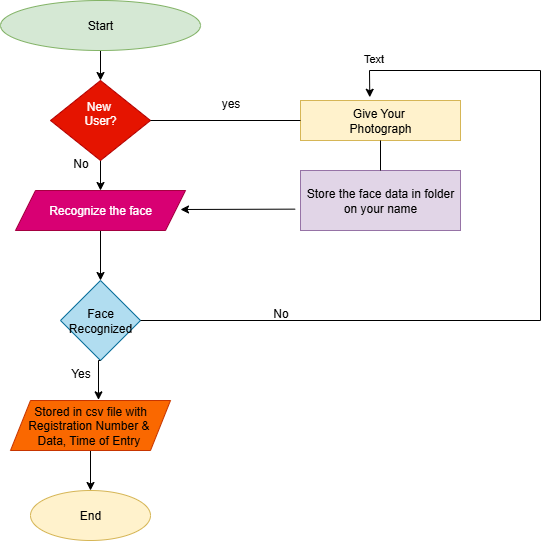 Start
Text
New
User?
yes
Give Your
Photograph
No
Recognize the face
Store the face data in folder
on your name
Face
Recognized
No
Yes
Stored in csv file with
Registration Number &
Data, Time of Entry
End